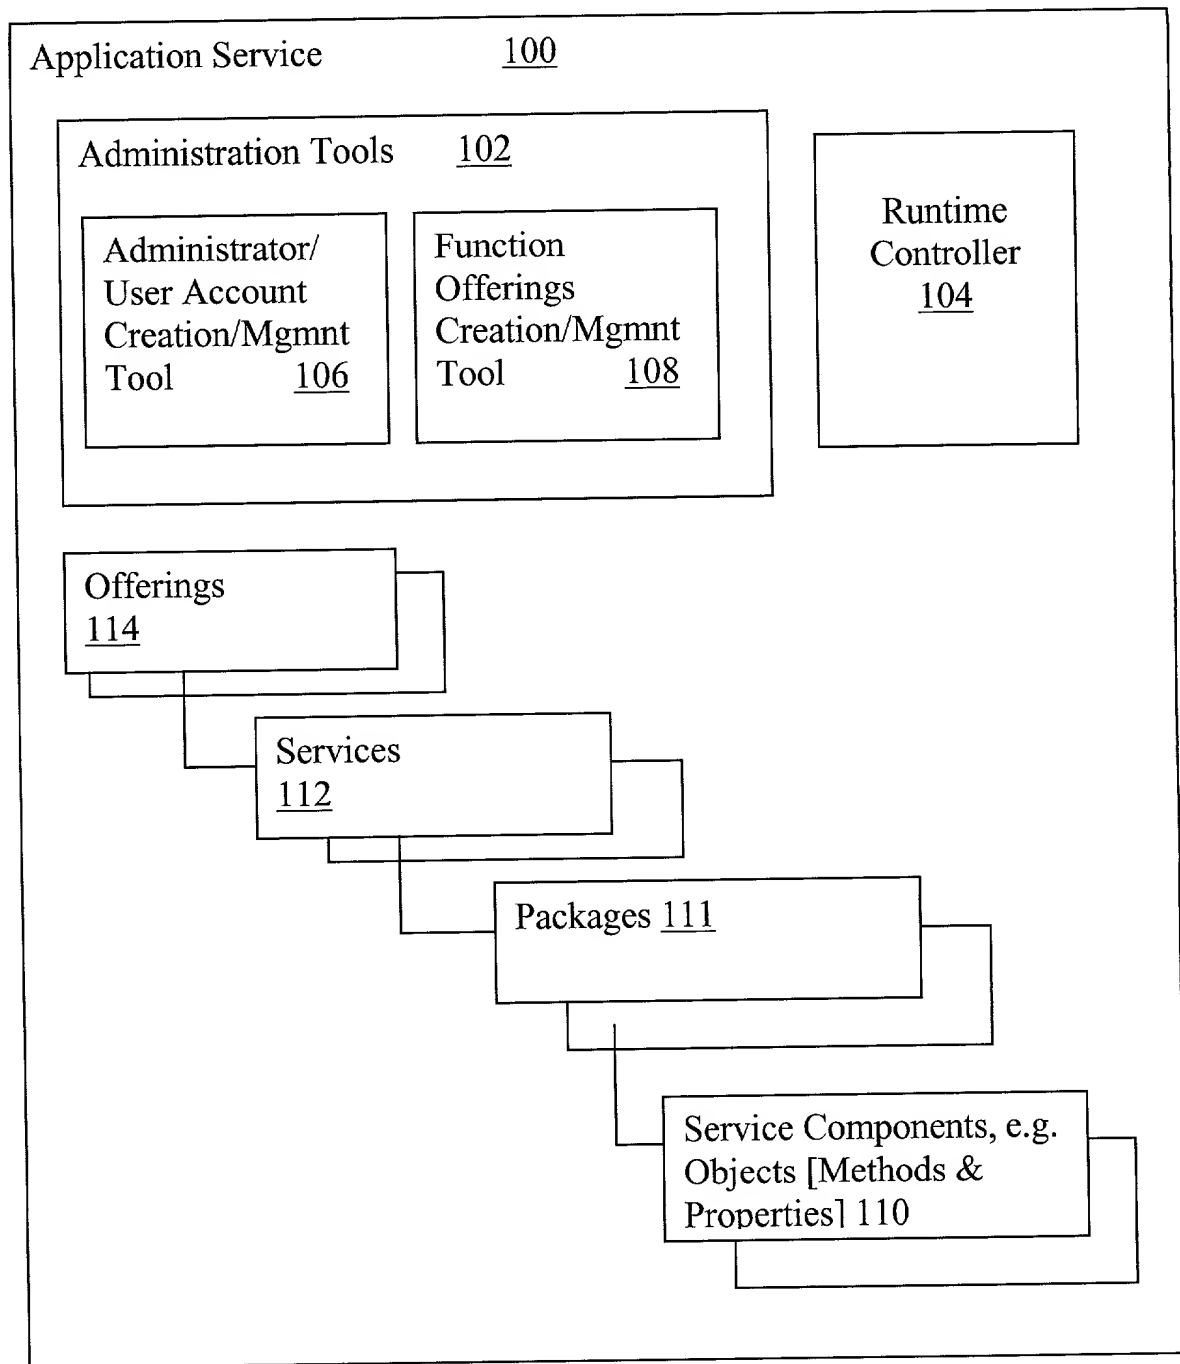 Application Service 100
Administration Tools 102
Administrator/
User Account
Creation/Mgmnt
Tool 106
Function
Offerings
Creation/Mgmnt
Tool 108
Runtime
Controller
104
Offerings
114
Services
112
Packages 111
Service Components, e.g.
Objects [Methods &
Properties] 110